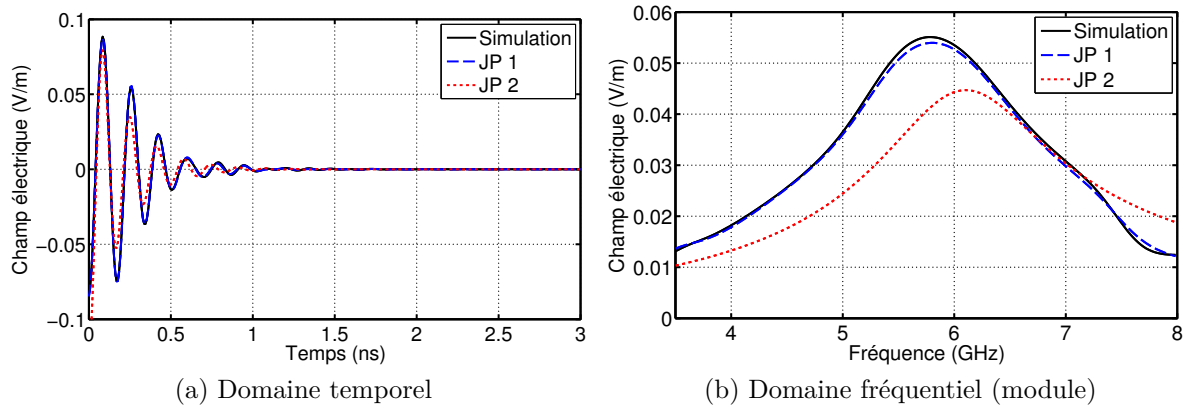 0.1
0.05
0
−0.05
−0.1
0
0.5
1
1.5
2
2.5
3
Champ électrique (V/m)
Temps (ns)
Simulation
JP 1
JP 2
(a) Domaine temporel
0.06
0.05
0.04
0.03
0.02
0.01
0
4
5
6
7
8
Champ électrique (V/m)
Fréquence (GHz)
Simulation
JP 1
JP 2
(b) Domaine fréquentiel (module)